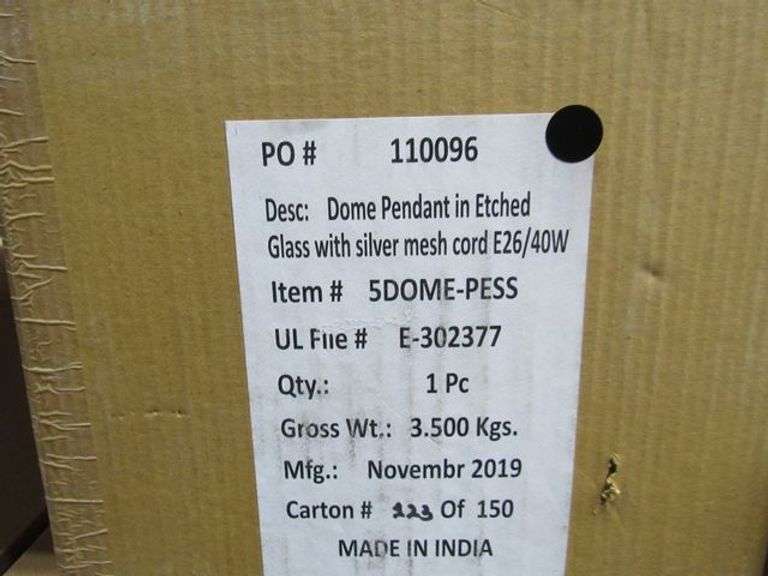 PO # 110096
Desc: Dome Pendant in Etched
Glass with silver mesh cord E26/40W
Item # 5DOME-PESS
UL File # E-302377
Qty.: 1 Pc
Gross Wt.: 3.500 Kgs.
Mfg.: Novembr 2019
Carton # 223 Of 150
MADE IN INDIA